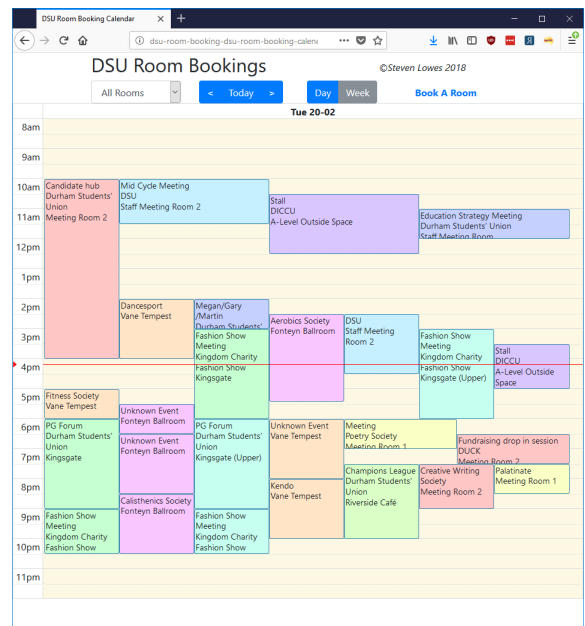 DSU Room Booking Calendar
dsu-room-booking-dsu-room-booking-calen
DSU Room Bookings
©Steven Lowes 2018
All Rooms
< Today >
Day Week
Book A Room
Tue 20-02
8am
9am
10am
11am
12pm
1pm
2pm
3pm
4pm
5pm
6pm
7pm
8pm
9pm
10pm
11pm
Candidate hub
Durham Students'
Union
Meeting Room 2
Mid Cycle Meeting
DSU
Staff Meeting Room 2
Stall
DICCU
A-Level Outside Space
Education Strategy Meeting
Durham Students' Union
Staff Meeting Room
Dancesport
Vane Tempest
Megan/Gary
/Martin
Durham Students'
Fashion Show
Meeting
Kingdom Charity
Fashion Show
Kingsgate
Aerobics Society
Fonteyn Ballroom
DSU
Staff Meeting
Room 2
Fashion Show
Meeting
Kingdom Charity
Fashion Show
Kingsgate (Upper)
Stall
DICCU
A-Level Outside
Space
Fitness Society
Vane Tempest
Unknown Event
Fonteyn Ballroom
PG Forum
Durham Students'
Union
Kingsgate
Unknown Event
Fonteyn Ballroom
PG Forum
Durham Students'
Union
Kingsgate (Upper)
Unknown Event
Vane Tempest
Meeting
Poetry Society
Meeting Room 1
Fundraising drop in session
DUCK
Meeting Room 2
Champions League
Durham Students'
Union
Riverside Café
Creative Writing
Society
Meeting Room 2
Palatinate
Meeting Room 1
Kendo
Vane Tempest
Calisthenics Society
Fonteyn Ballroom
Fashion Show
Meeting
Kingdom Charity
Fashion Show
Fashion Show
Meeting
Kingdom Charity
Fashion Show